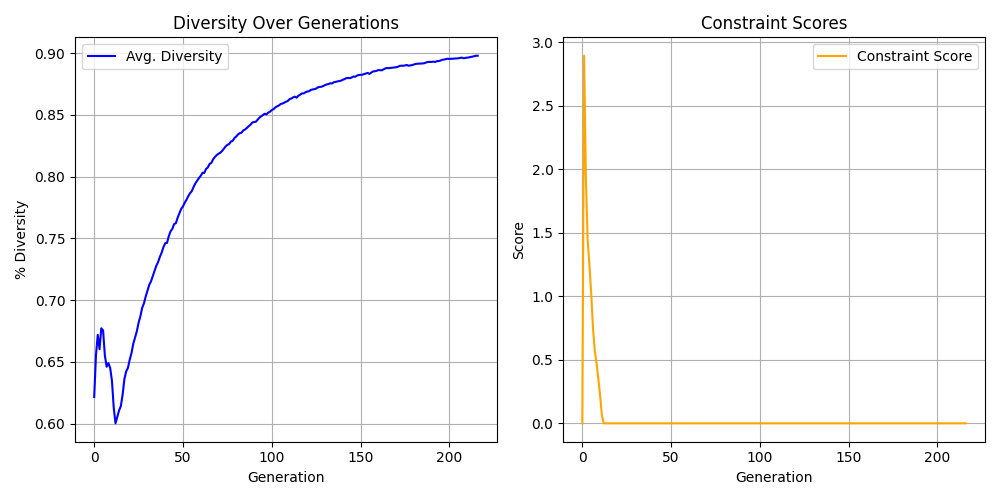 Diversity Over Generations
Avg. Diversity
% Diversity
0.90
0.85
0.80
0.75
0.70
0.65
0.60
0 50 100 150 200
Generation
Constraint Scores
Constraint Score
Score
3.0
2.5
2.0
1.5
1.0
0.5
0.0
0 50 100 150 200
Generation